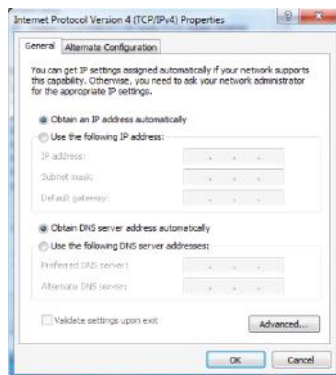 Internet Protocol Version 4 (TCP/IPv4) Properties
General
Alternate Configuration
You can get IP settings assigned automatically if your network supports
this capability. Otherwise, you need to ask your network administrator
for the appropriate IP settings.
Obtain an IP address automatically
Use the following IP address:
IP address:
Subnet mask:
Default gateway:
Obtain DNS server address automatically
Use the following DNS server addresses:
Preferred DNS server:
Alternate DNS server:
Validate settings upon exit
Advanced...
OK
Cancel